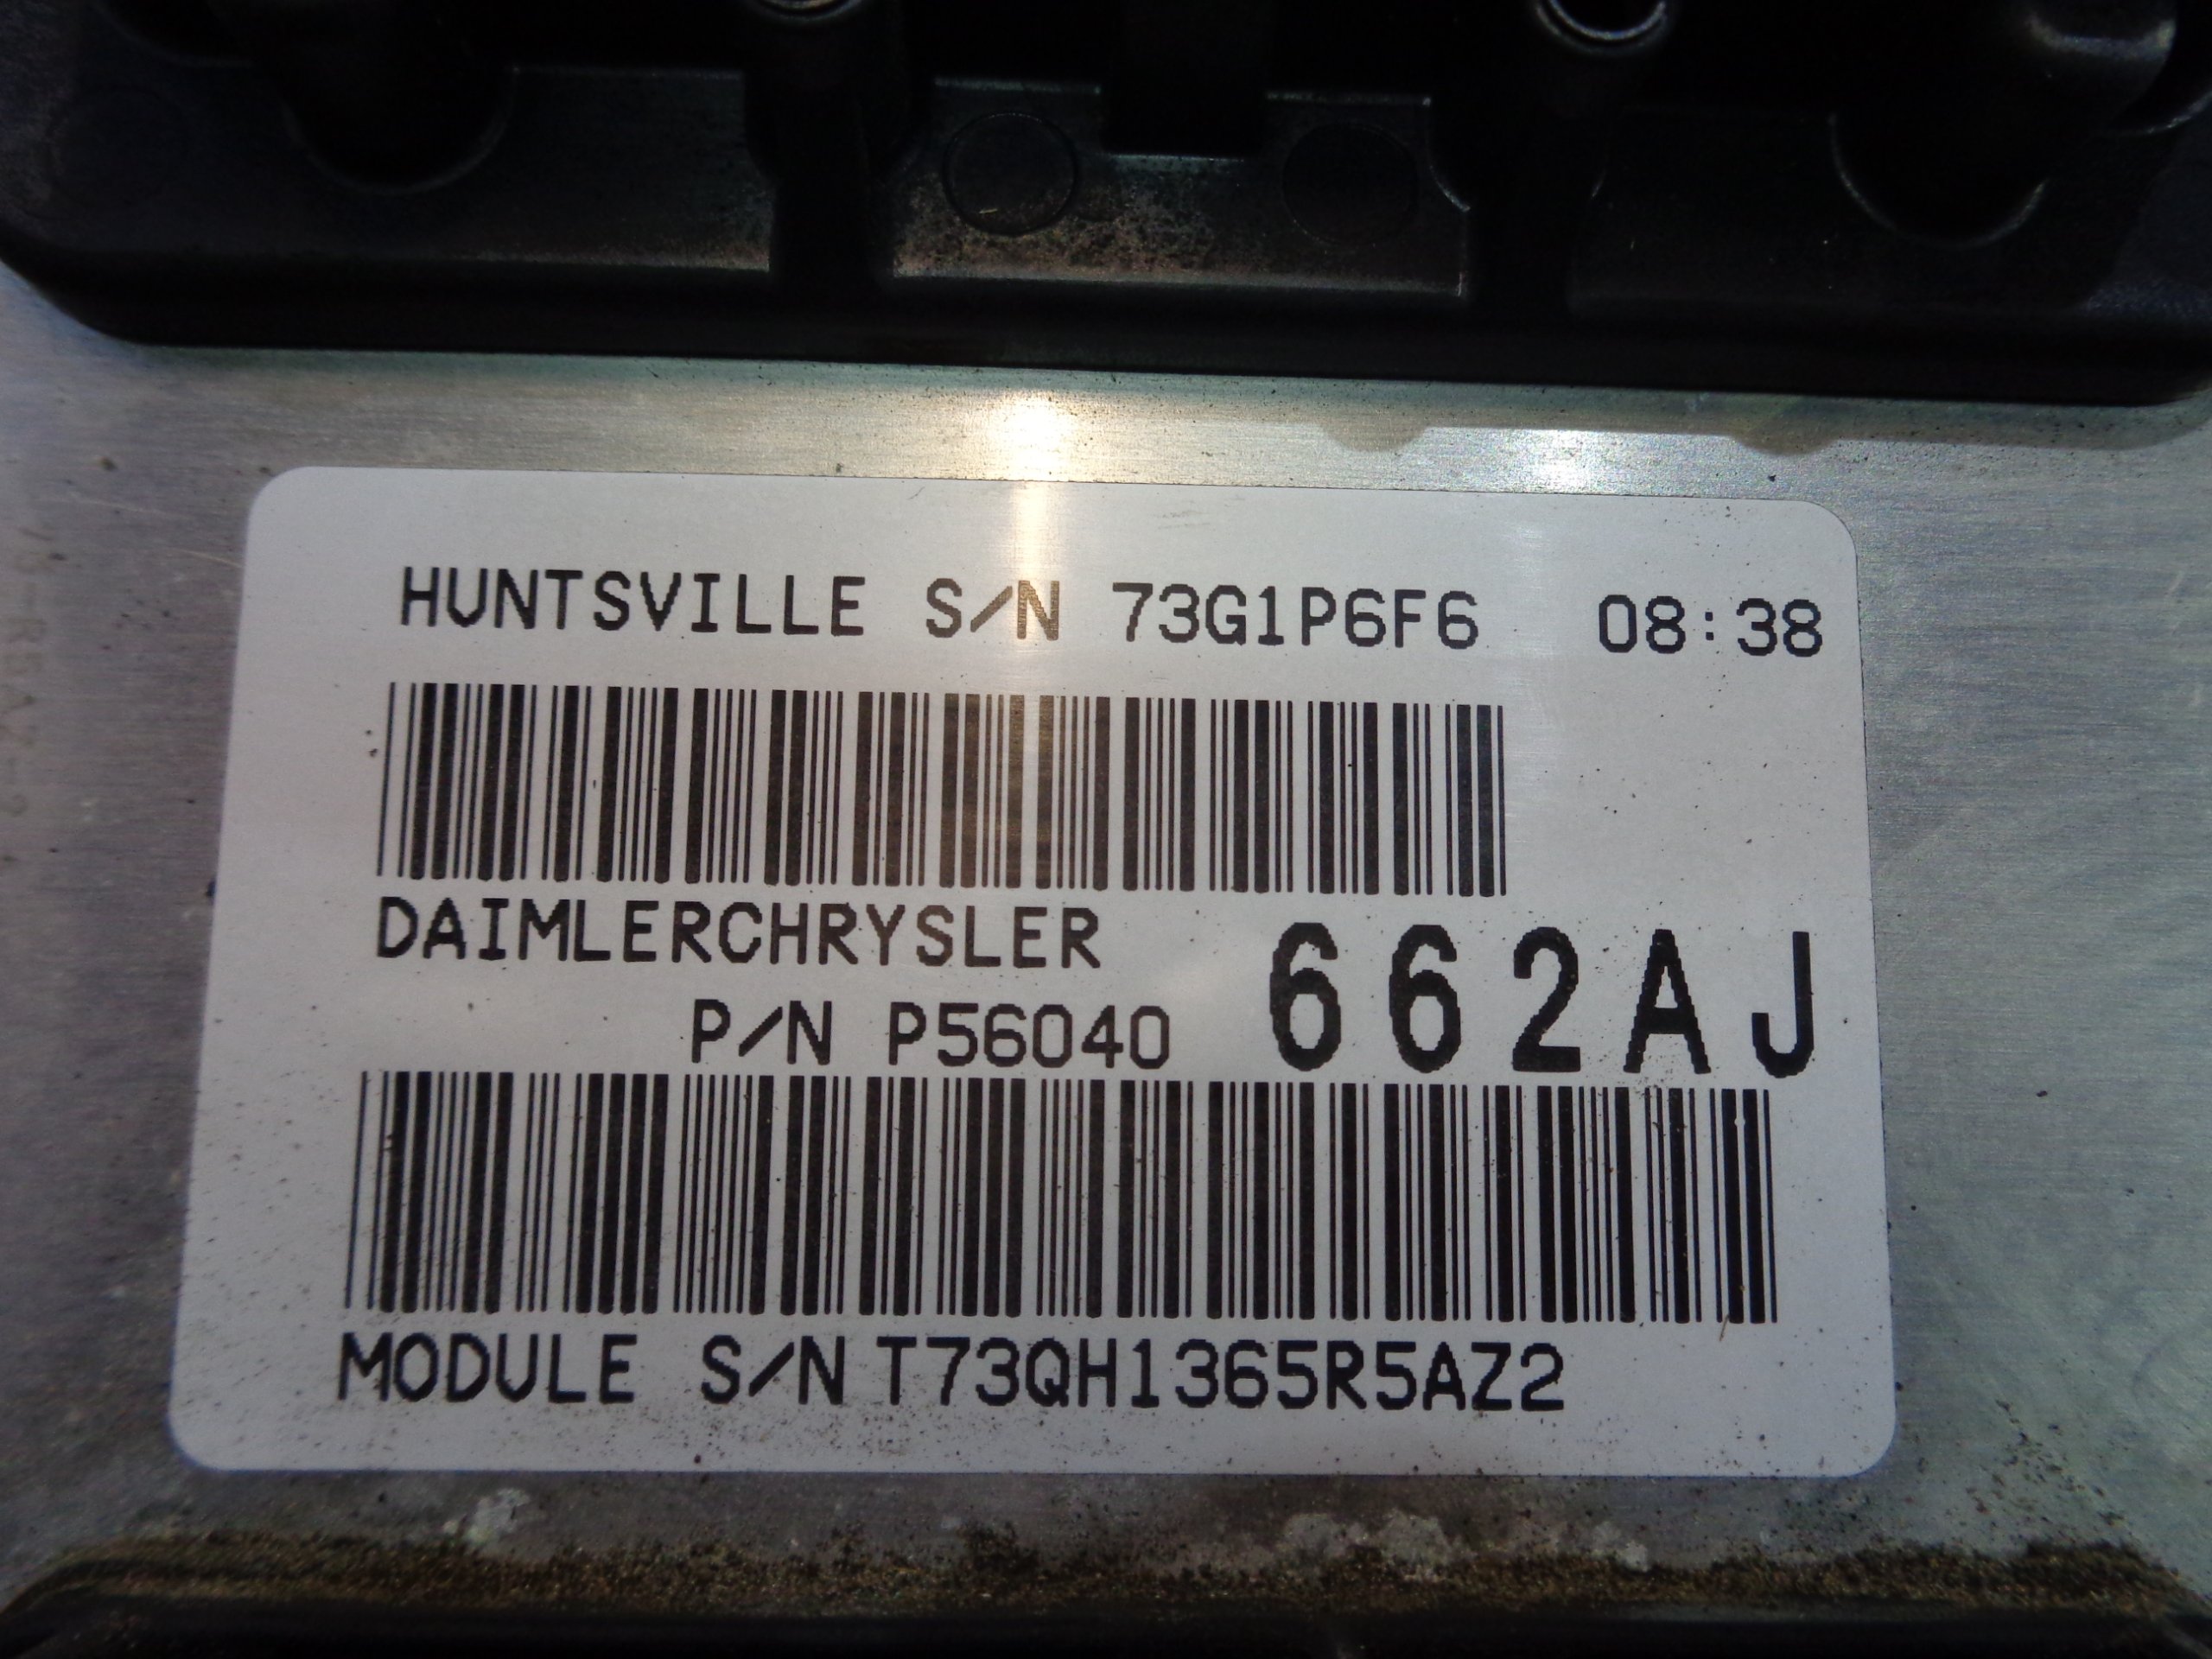 HUNTSVILLE S/N 73G1P6F6 08:38
DAIMLERCHRYSLER
P/N P56040 662AJ
MODULE S/N T73QH1365R5AZ2